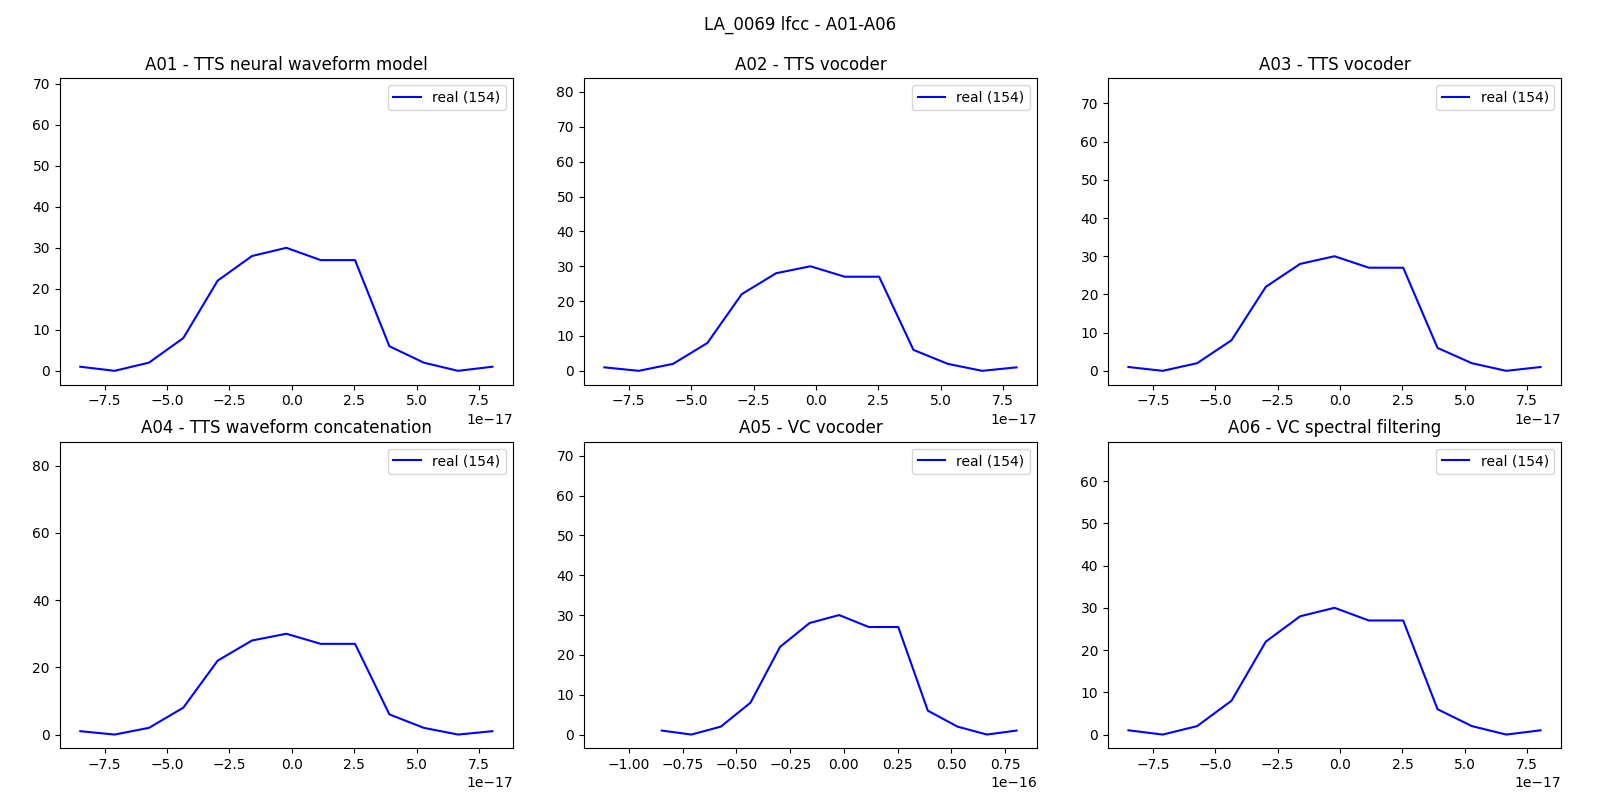 LA_0069 lfcc - A01-A06
A01 - TTS neural waveform model
real (154)
70
60
50
40
30
20
10
0
−7.5 −5.0 −2.5 0.0 2.5 5.0 7.5
1e−17
A02 - TTS vocoder
real (154)
80
70
60
50
40
30
20
10
0
−7.5 −5.0 −2.5 0.0 2.5 5.0 7.5
1e−17
A03 - TTS vocoder
real (154)
70
60
50
40
30
20
10
0
−7.5 −5.0 −2.5 0.0 2.5 5.0 7.5
1e−17
A04 - TTS waveform concatenation
real (154)
80
60
40
20
0
−7.5 −5.0 −2.5 0.0 2.5 5.0 7.5
1e−17
A05 - VC vocoder
real (154)
70
60
50
40
30
20
10
0
−1.00 −0.75 −0.50 −0.25 0.00 0.25 0.50 0.75
1e−16
A06 - VC spectral filtering
real (154)
60
50
40
30
20
10
0
−7.5 −5.0 −2.5 0.0 2.5 5.0 7.5
1e−17